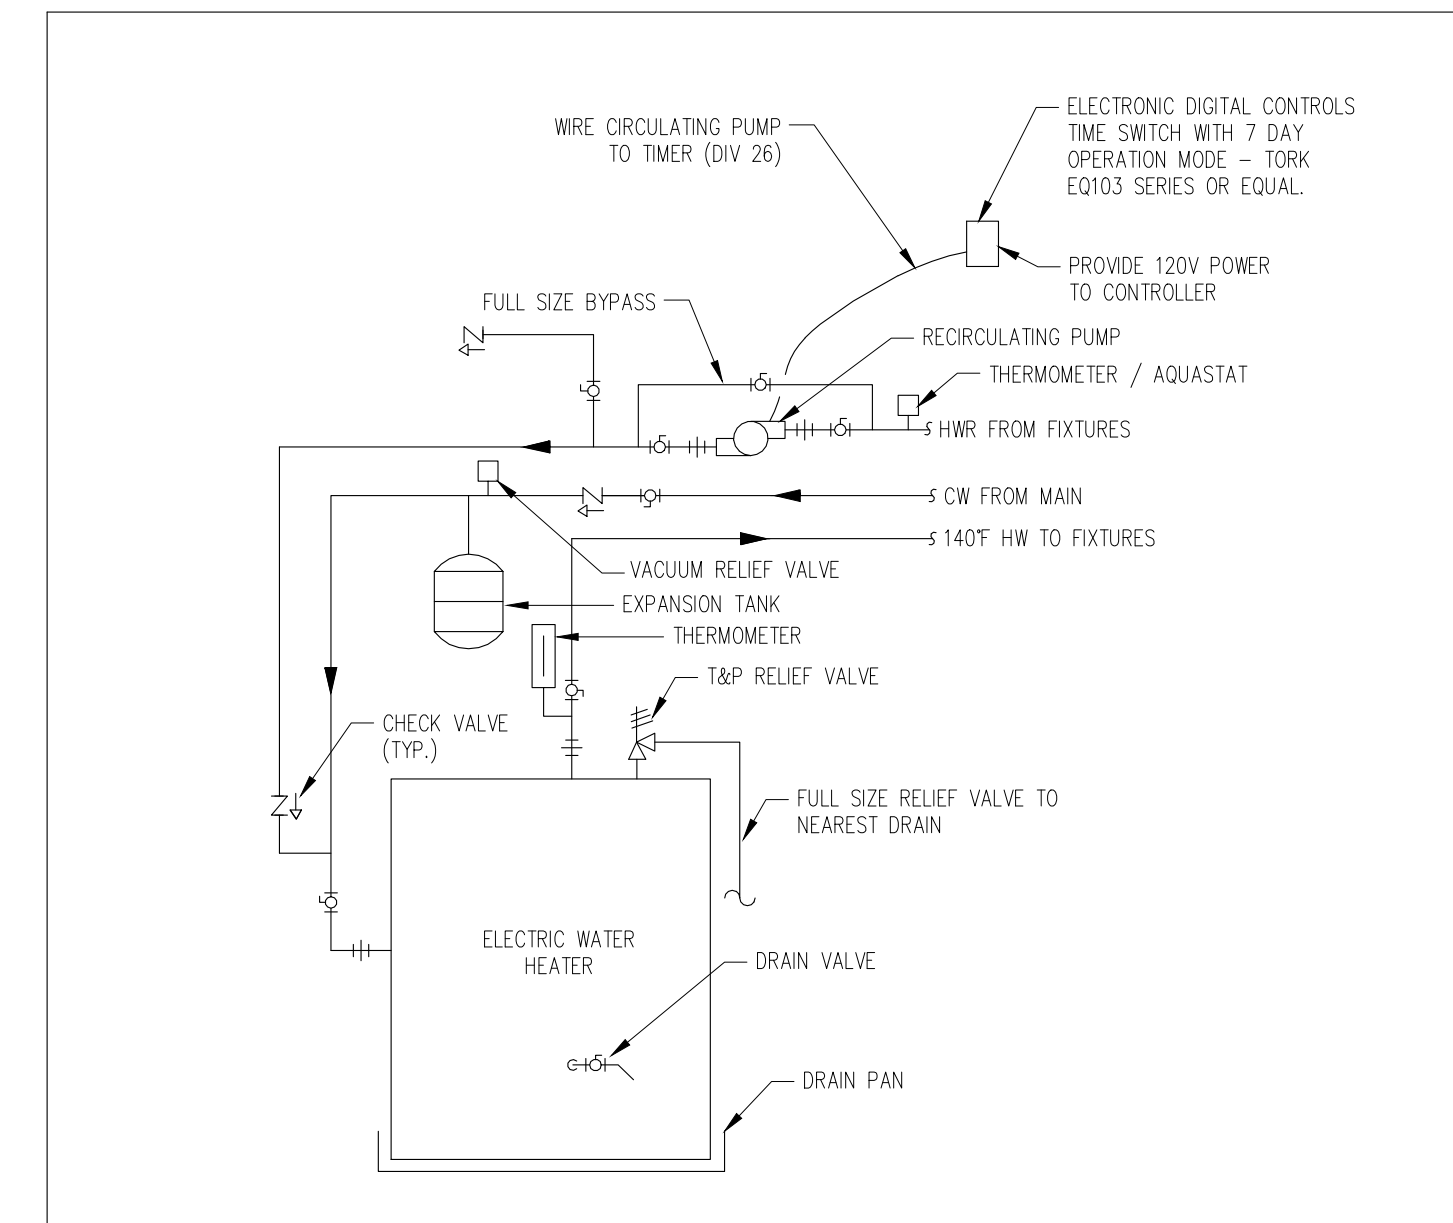 ELECTRONIC DIGITAL CONTROLS
TIME SWITCH WITH 7 DAY
OPERATION MODE – TORK
EQ103 SERIES OR EQUAL.
WIRE CIRCULATING PUMP
TO TIMER (DIV 26)
PROVIDE 120V POWER
TO CONTROLLER
FULL SIZE BYPASS
RECIRCULATING PUMP
THERMOMETER / AQUASTAT
HWR FROM FIXTURES
CW FROM MAIN
140°F HW TO FIXTURES
VACUUM RELIEF VALVE
EXPANSION TANK
THERMOMETER
T&P RELIEF VALVE
CHECK VALVE
(TYP.)
FULL SIZE RELIEF VALVE TO
NEAREST DRAIN
ELECTRIC WATER
HEATER
DRAIN VALVE
DRAIN PAN